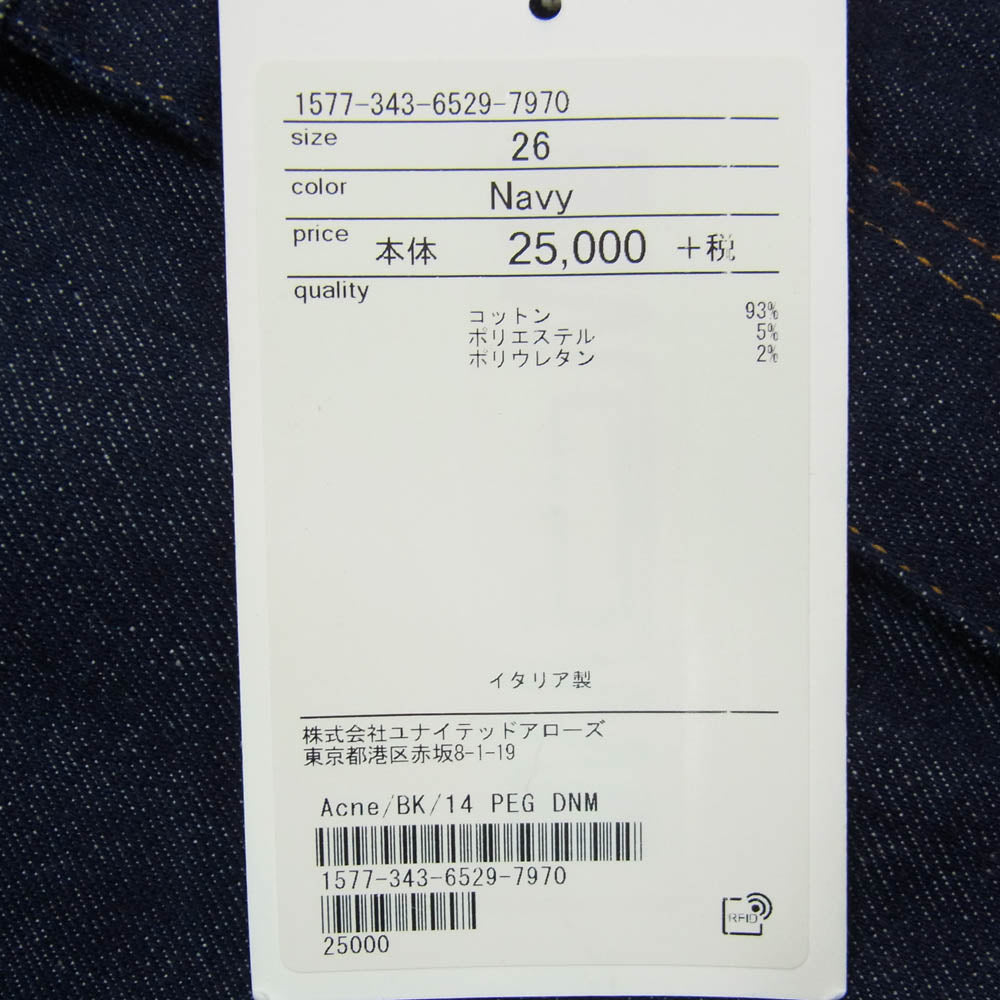 1577-343-6529-7970
size 26
color Navy
price 本体 25,000 +税
quality
コットン 93%
ポリエステル 5%
ポリウレタン 2%
イタリア製
株式会社ユナイテッドアローズ
東京都港区赤坂8-1-19
Acne/BK/14 PEG DNM
1577-343-6529-7970
25000
RFID